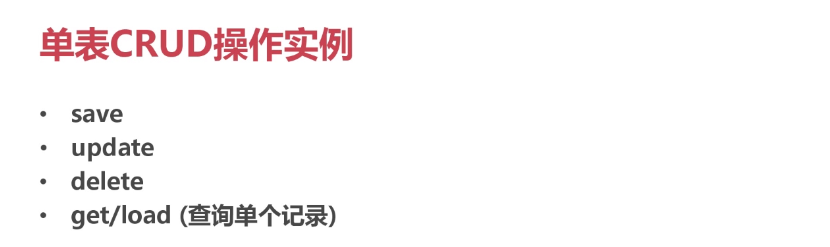 单表CRUD操作实例
• save
• update
• delete
• get/load (查询单个记录)